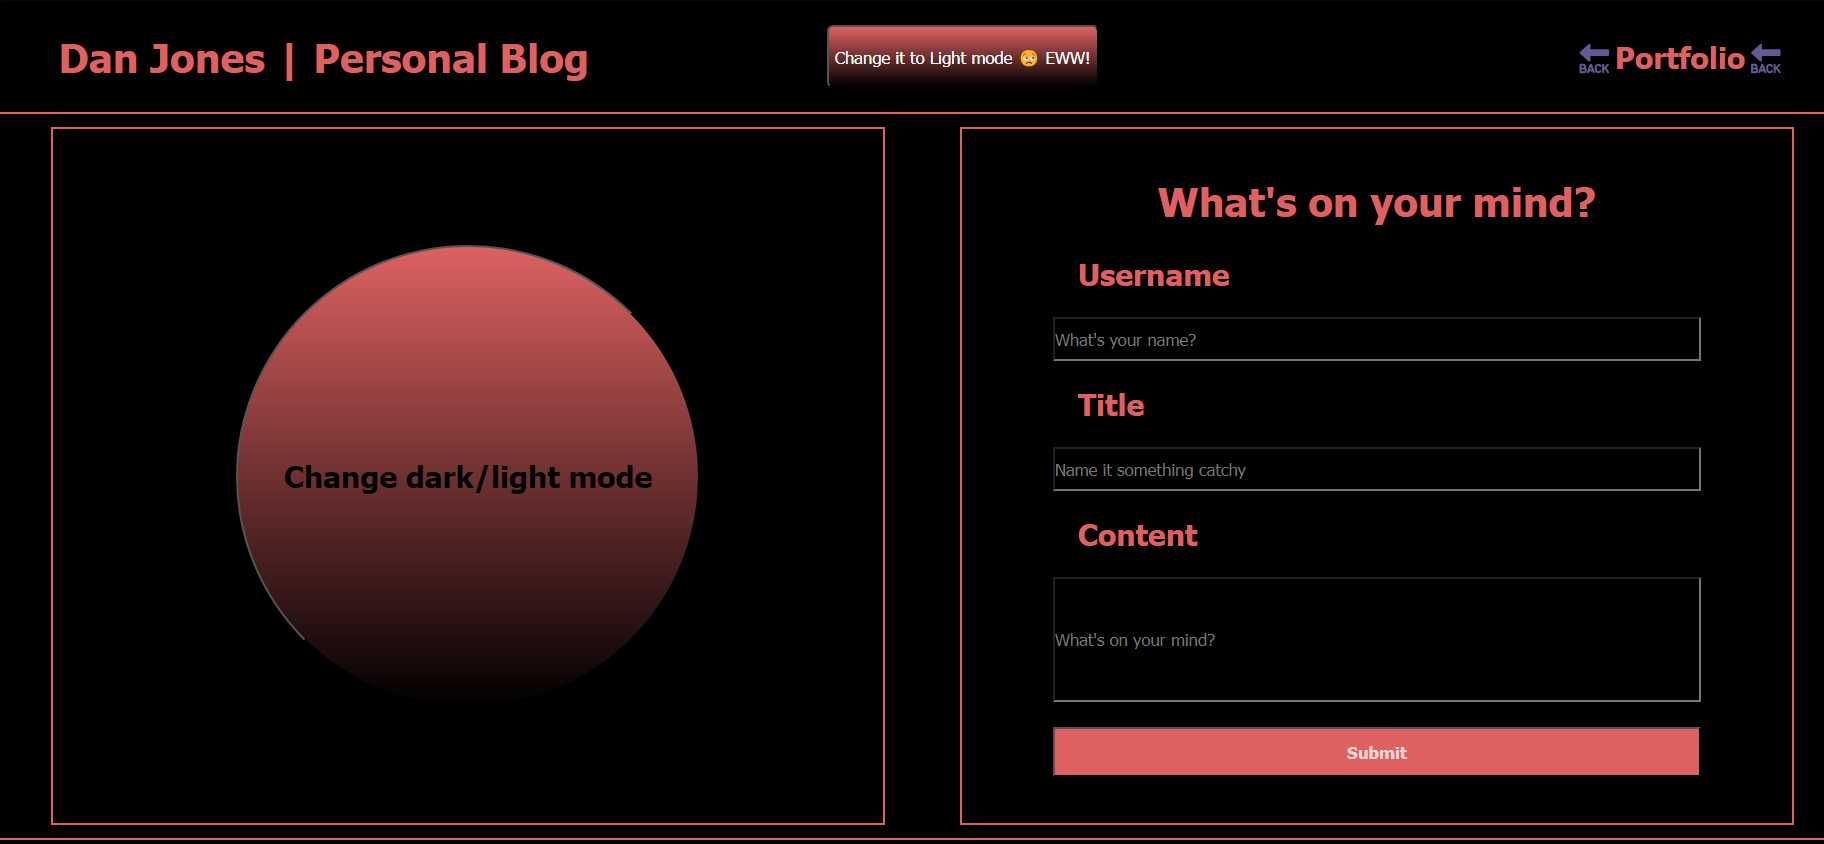 Dan Jones | Personal Blog
Change it to Light mode 🙄 EWW!
BACK Portfolio BACK
Change dark/light mode
What's on your mind?
Username
What's your name?
Title
Name it something catchy
Content
What's on your mind?
Submit